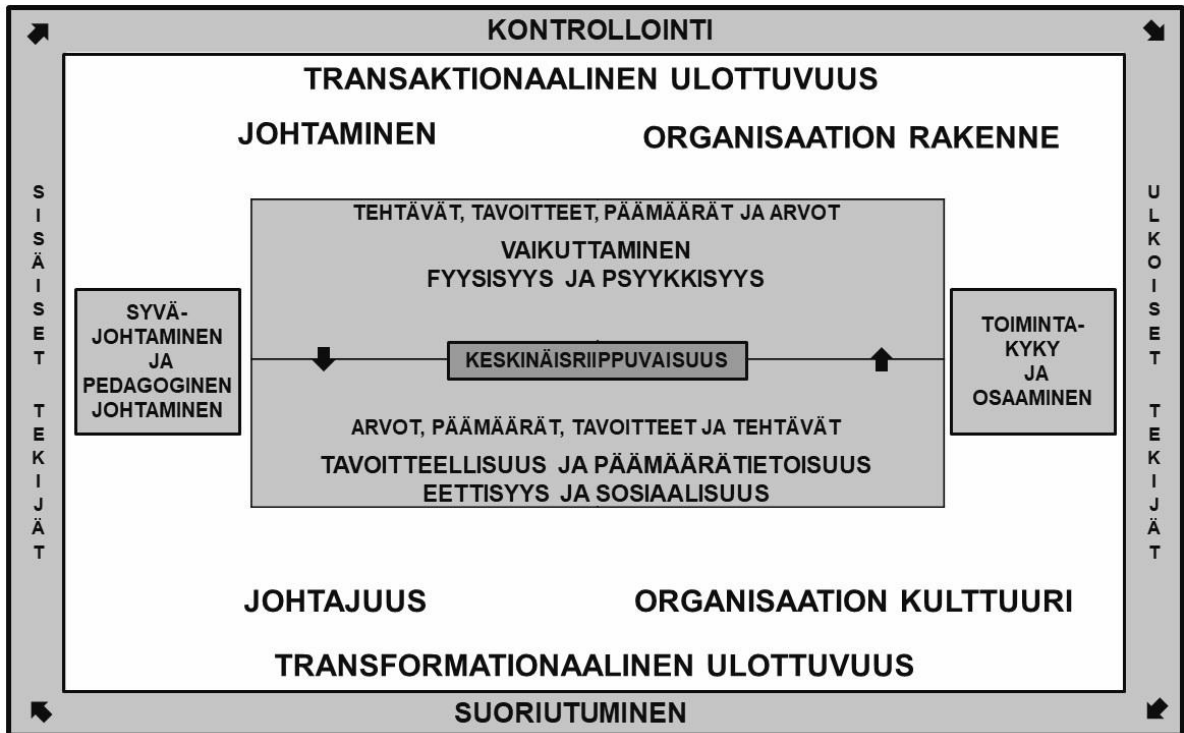 KONTROLLOINTI
TRANSAKTIONAALINEN ULOTTUVUUS
JOHTAMINEN
ORGANISAATION RAKENNE
SISÄISET TEKIJÄT
TEHTÄVÄT, TAVOITTEET, PÄÄMÄÄRÄT JA ARVOT
VAIKUTTAMINEN
FYYSISYYS JA PSYYKKISYYS
SYVÄ-
JOHTAMINEN
JA
PEDAGOGINEN
JOHTAMINEN
KESKINÄISRIIPPUVAISUUS
TOIMINTA-
KYKY
JA
OSAAMINEN
ARVOT, PÄÄMÄÄRÄT, TAVOITTEET JA TEHTÄVÄT
TAVOITTEELLISUUS JA PÄÄMÄÄRÄTIETOISUUS
EETTISYYS JA SOSIAALISUUS
ULKOISET TEKIJÄT
JOHTAJUUS
ORGANISAATION KULTTUURI
TRANSFORMATIONAALINEN ULOTTUVUUS
SUORIUTUMINEN